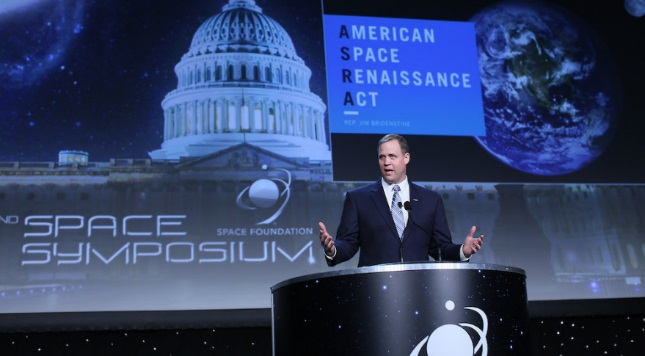 AMERICAN
SPACE
RENAISSANCE
ACT
REP. JIM BRIDENSTINE
ND SPACE
SYMPOSIUM
SPACE FOUNDATION